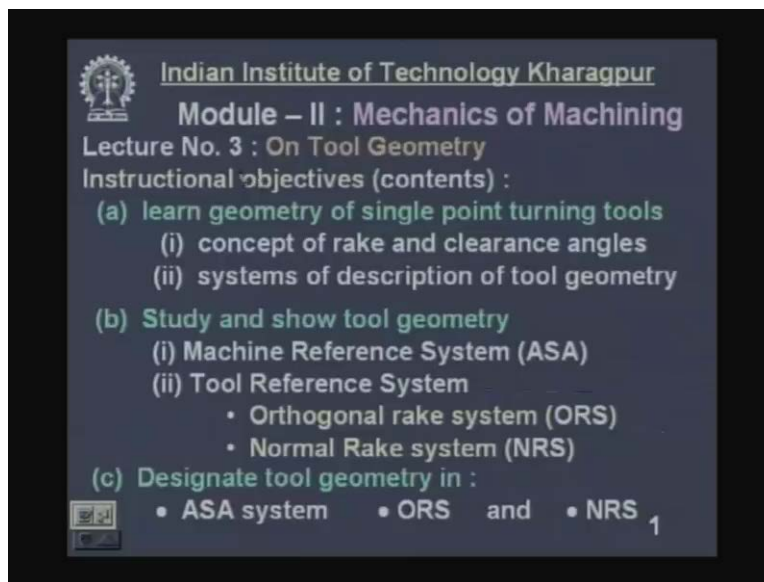 Indian Institute of Technology Kharagpur
Module – II : Mechanics of Machining
Lecture No. 3 : On Tool Geometry
Instructional objectives (contents) :
(a) learn geometry of single point turning tools
(i) concept of rake and clearance angles
(ii) systems of description of tool geometry
(b) Study and show tool geometry
(i) Machine Reference System (ASA)
(ii) Tool Reference System
• Orthogonal rake system (ORS)
• Normal Rake system (NRS)
(c) Designate tool geometry in :
• ASA system • ORS and • NRS 1